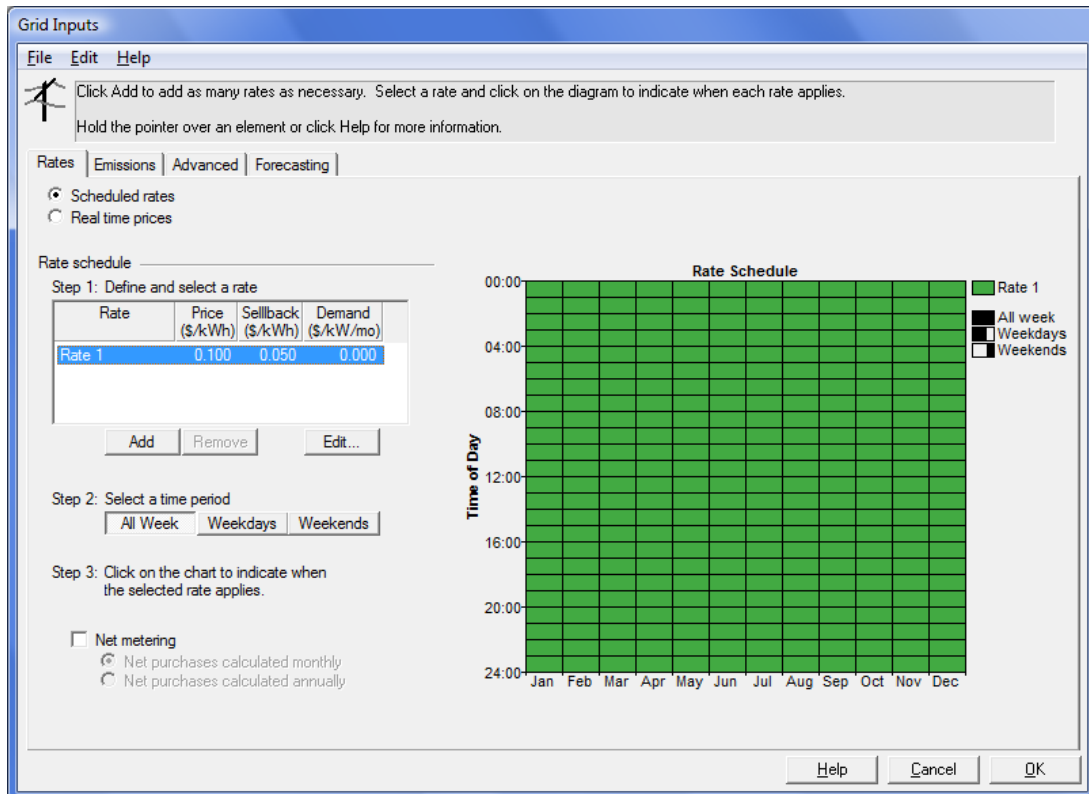 Grid Inputs
File Edit Help
Click Add to add as many rates as necessary. Select a rate and click on the diagram to indicate when each rate applies.
Hold the pointer over an element or click Help for more information.
Rates Emissions Advanced Forecasting
Scheduled rates
Real time prices
Rate schedule
Step 1: Define and select a rate
Rate Price Sellback Demand
($/kWh) ($/kWh) ($/kW/mo)
Rate 1 0.100 0.050 0.000
Add Remove Edit...
Step 2: Select a time period
All Week Weekdays Weekends
Step 3: Click on the chart to indicate when
the selected rate applies.
Net metering
Net purchases calculated monthly
Net purchases calculated annually
Rate Schedule
Time of Day
00:00
04:00
08:00
12:00
16:00
20:00
24:00
Jan Feb Mar Apr May Jun Jul Aug Sep Oct Nov Dec
Rate 1
All week
Weekdays
Weekends
Help Cancel OK